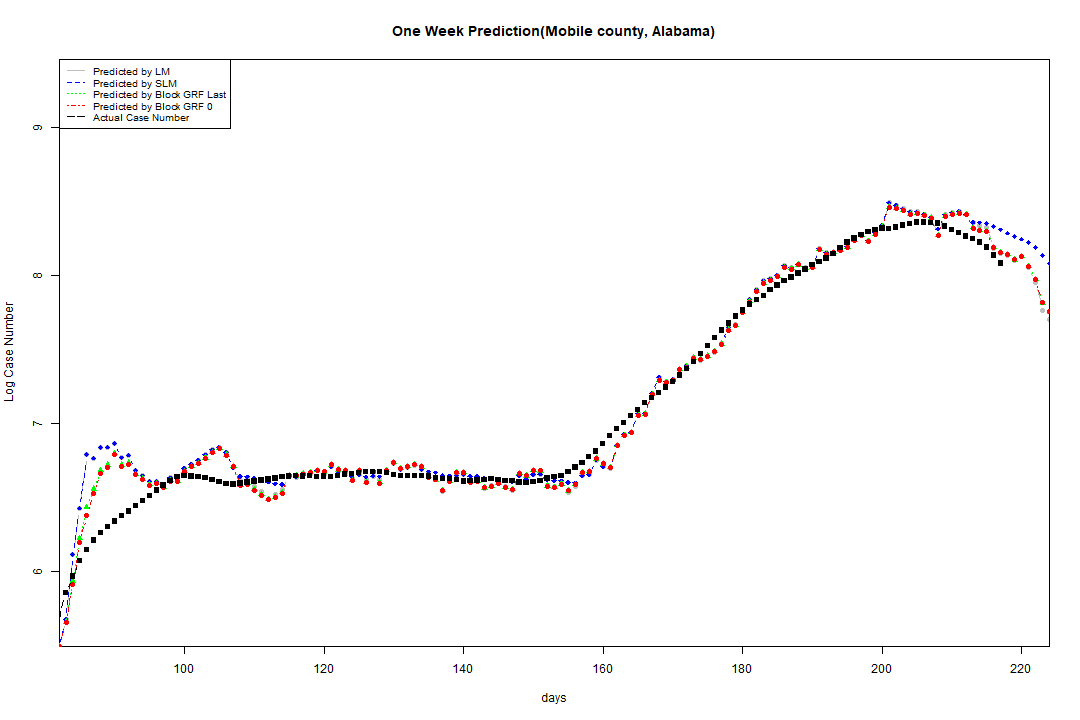 One Week Prediction(Mobile county, Alabama)
Predicted by LM
Predicted by SLM
Predicted by Block GRF Last
Predicted by Block GRF 0
Actual Case Number
9
8
7
6
Log Case Number
100 120 140 160 180 200 220
days